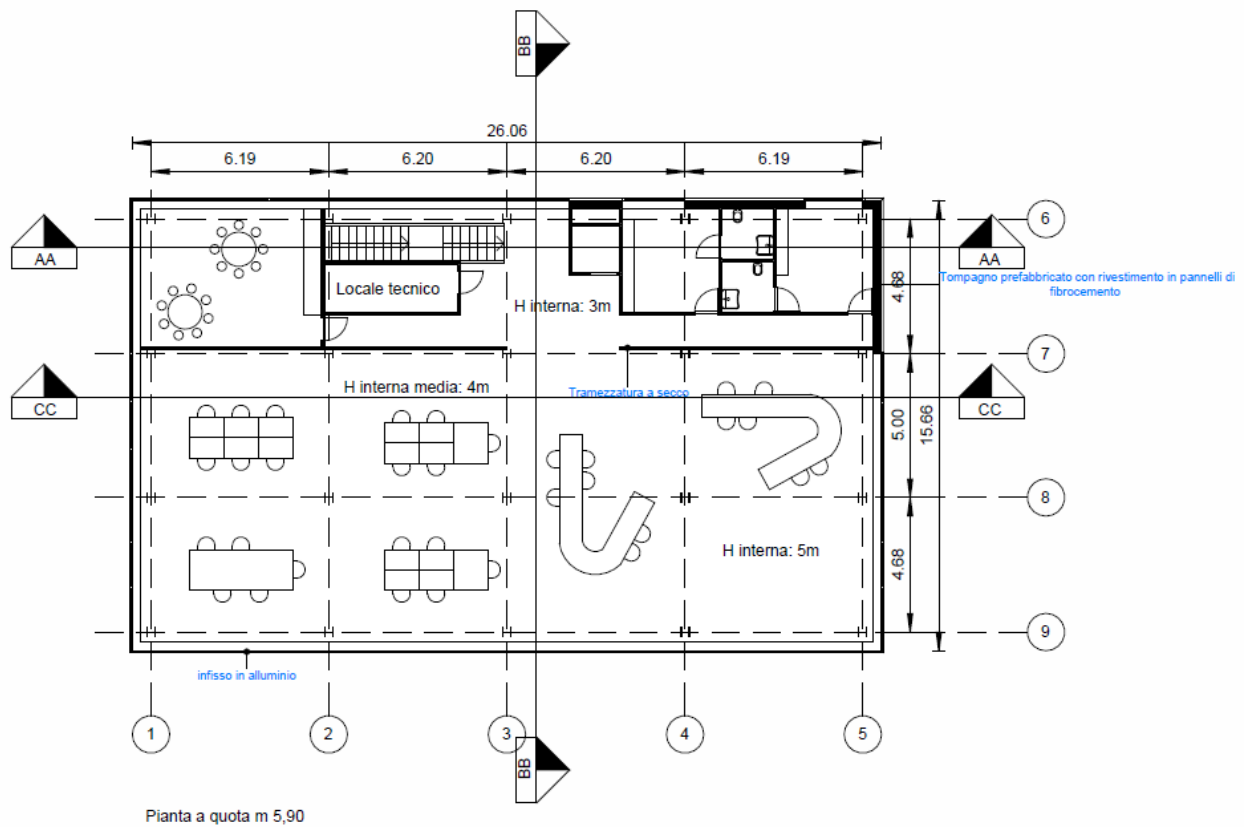 BB
26.06
6.19
6.20
6.20
6.19
6
AA
AA
4.68
Tompagno prefabbricato con rivestimento in pannelli di
fibrocemento
Locale tecnico
H interna: 3m
7
H interna media: 4m
Tramezzatura a secco
CC
CC
5.00
15.66
8
H interna: 5m
4.68
9
infisso in alluminio
1
2
3
4
5
BB
Pianta a quota m 5,90